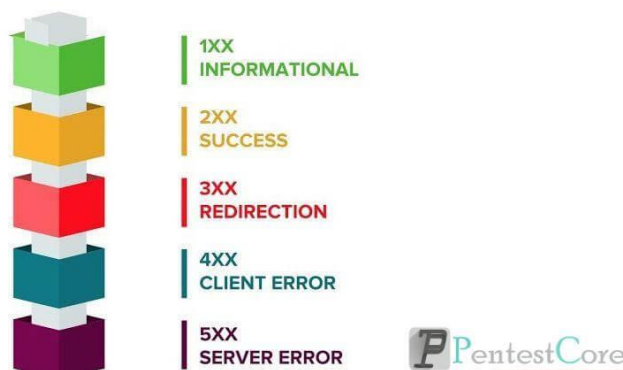 1XX
INFORMATIONAL
2XX
SUCCESS
3XX
REDIRECTION
4XX
CLIENT ERROR
5XX
SERVER ERROR
PentestCore